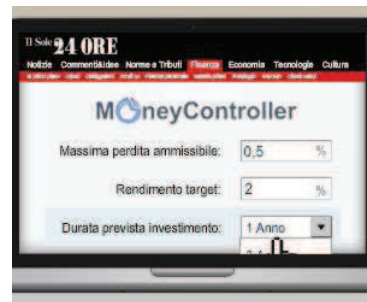 Il Sole 24 ORE
Notizie Commenti&Idee Norme e Tributi Finanza Economia Tecnologie Cultura
MoneyController
Massima perdita ammissibile: 0,5 %
Rendimento target: 2 %
Durata prevista investimento: 1 Anno